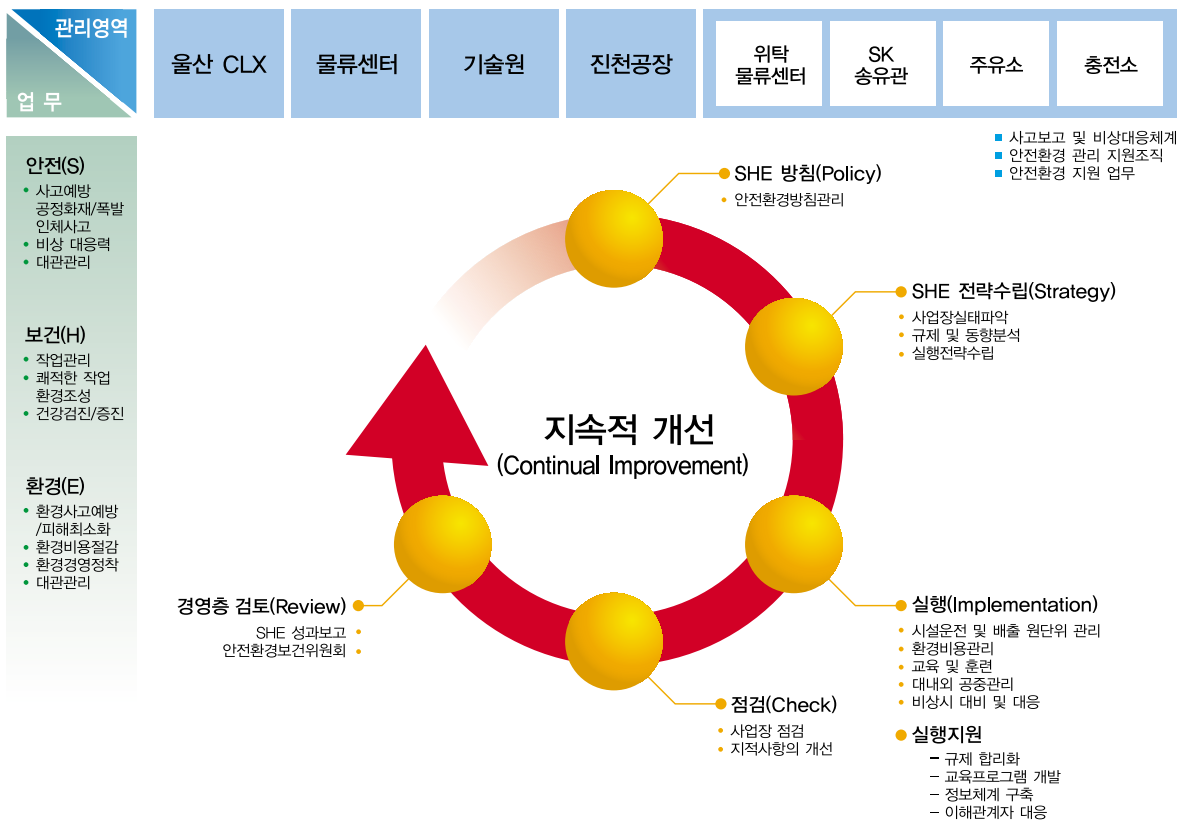 관리영역
업 무
울산 CLX
물류센터
기술원
진천공장
위탁
물류센터
SK
송유관
주유소
충전소
사고보고 및 비상대응체계
안전환경 관리 지원조직
안전환경 지원 업무
안전(S)
사고예방
공정화재/폭발
인체사고
비상 대응력
대관관리
보건(H)
작업관리
쾌적한 작업
환경조성
건강검진/증진
환경(E)
환경사고예방
/피해최소화
환경비용절감
환경경영정착
대관관리
SHE 방침(Policy)
안전환경방침관리
SHE 전략수립(Strategy)
사업장실태파악
규제 및 동향분석
실행전략수립
지속적 개선
(Continual Improvement)
실행(Implementation)
시설운전 및 배출 원단위 관리
환경비용관리
교육 및 훈련
대내외 공중관리
비상시 대비 및 대응
실행지원
– 규제 합리화
– 교육프로그램 개발
– 정보체계 구축
– 이해관계자 대응
점검(Check)
사업장 점검
지적사항의 개선
경영층 검토(Review)
SHE 성과보고
안전환경보건위원회